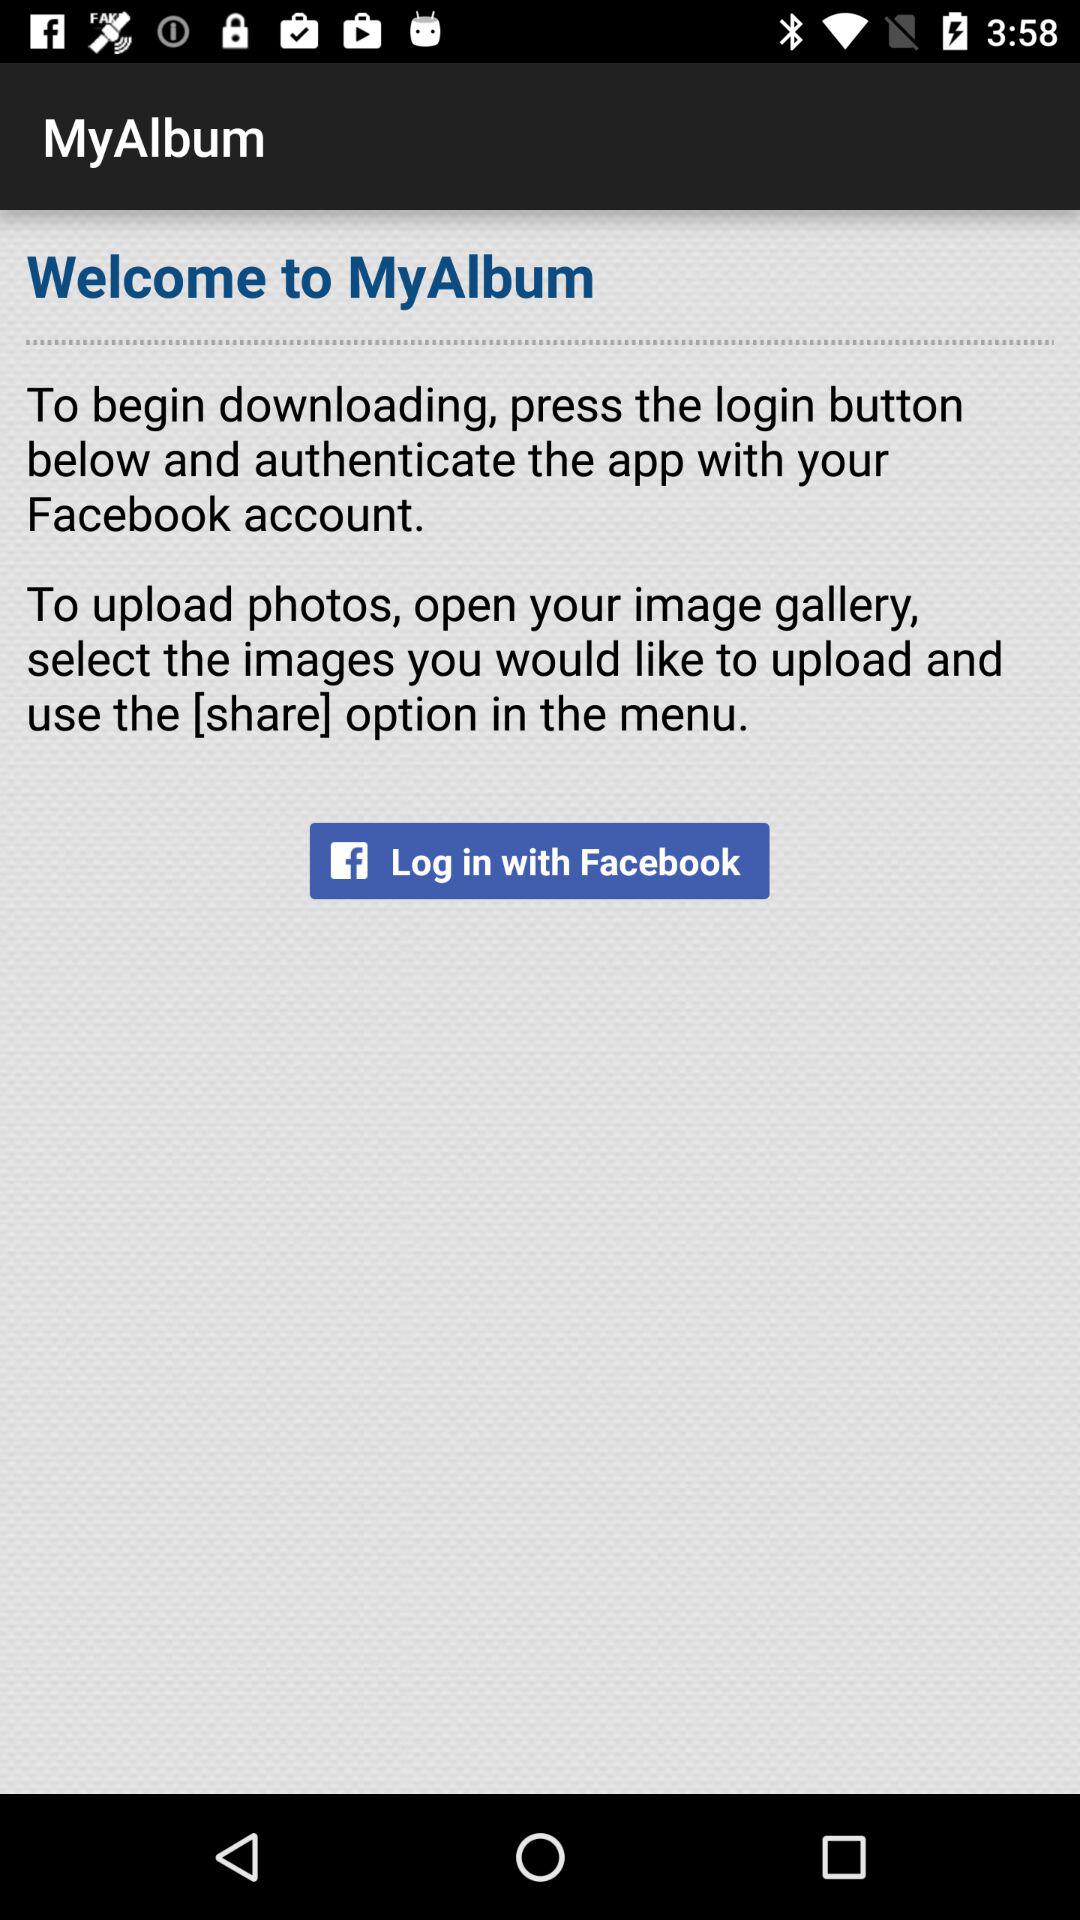 FAK
3:58
MyAlbum
Welcome to MyAlbum
To begin downloading, press the login button
below and authenticate the app with your
Facebook account.
To upload photos, open your image gallery,
select the images you would like to upload and
use the [share] option in the menu.
Log in with Facebook